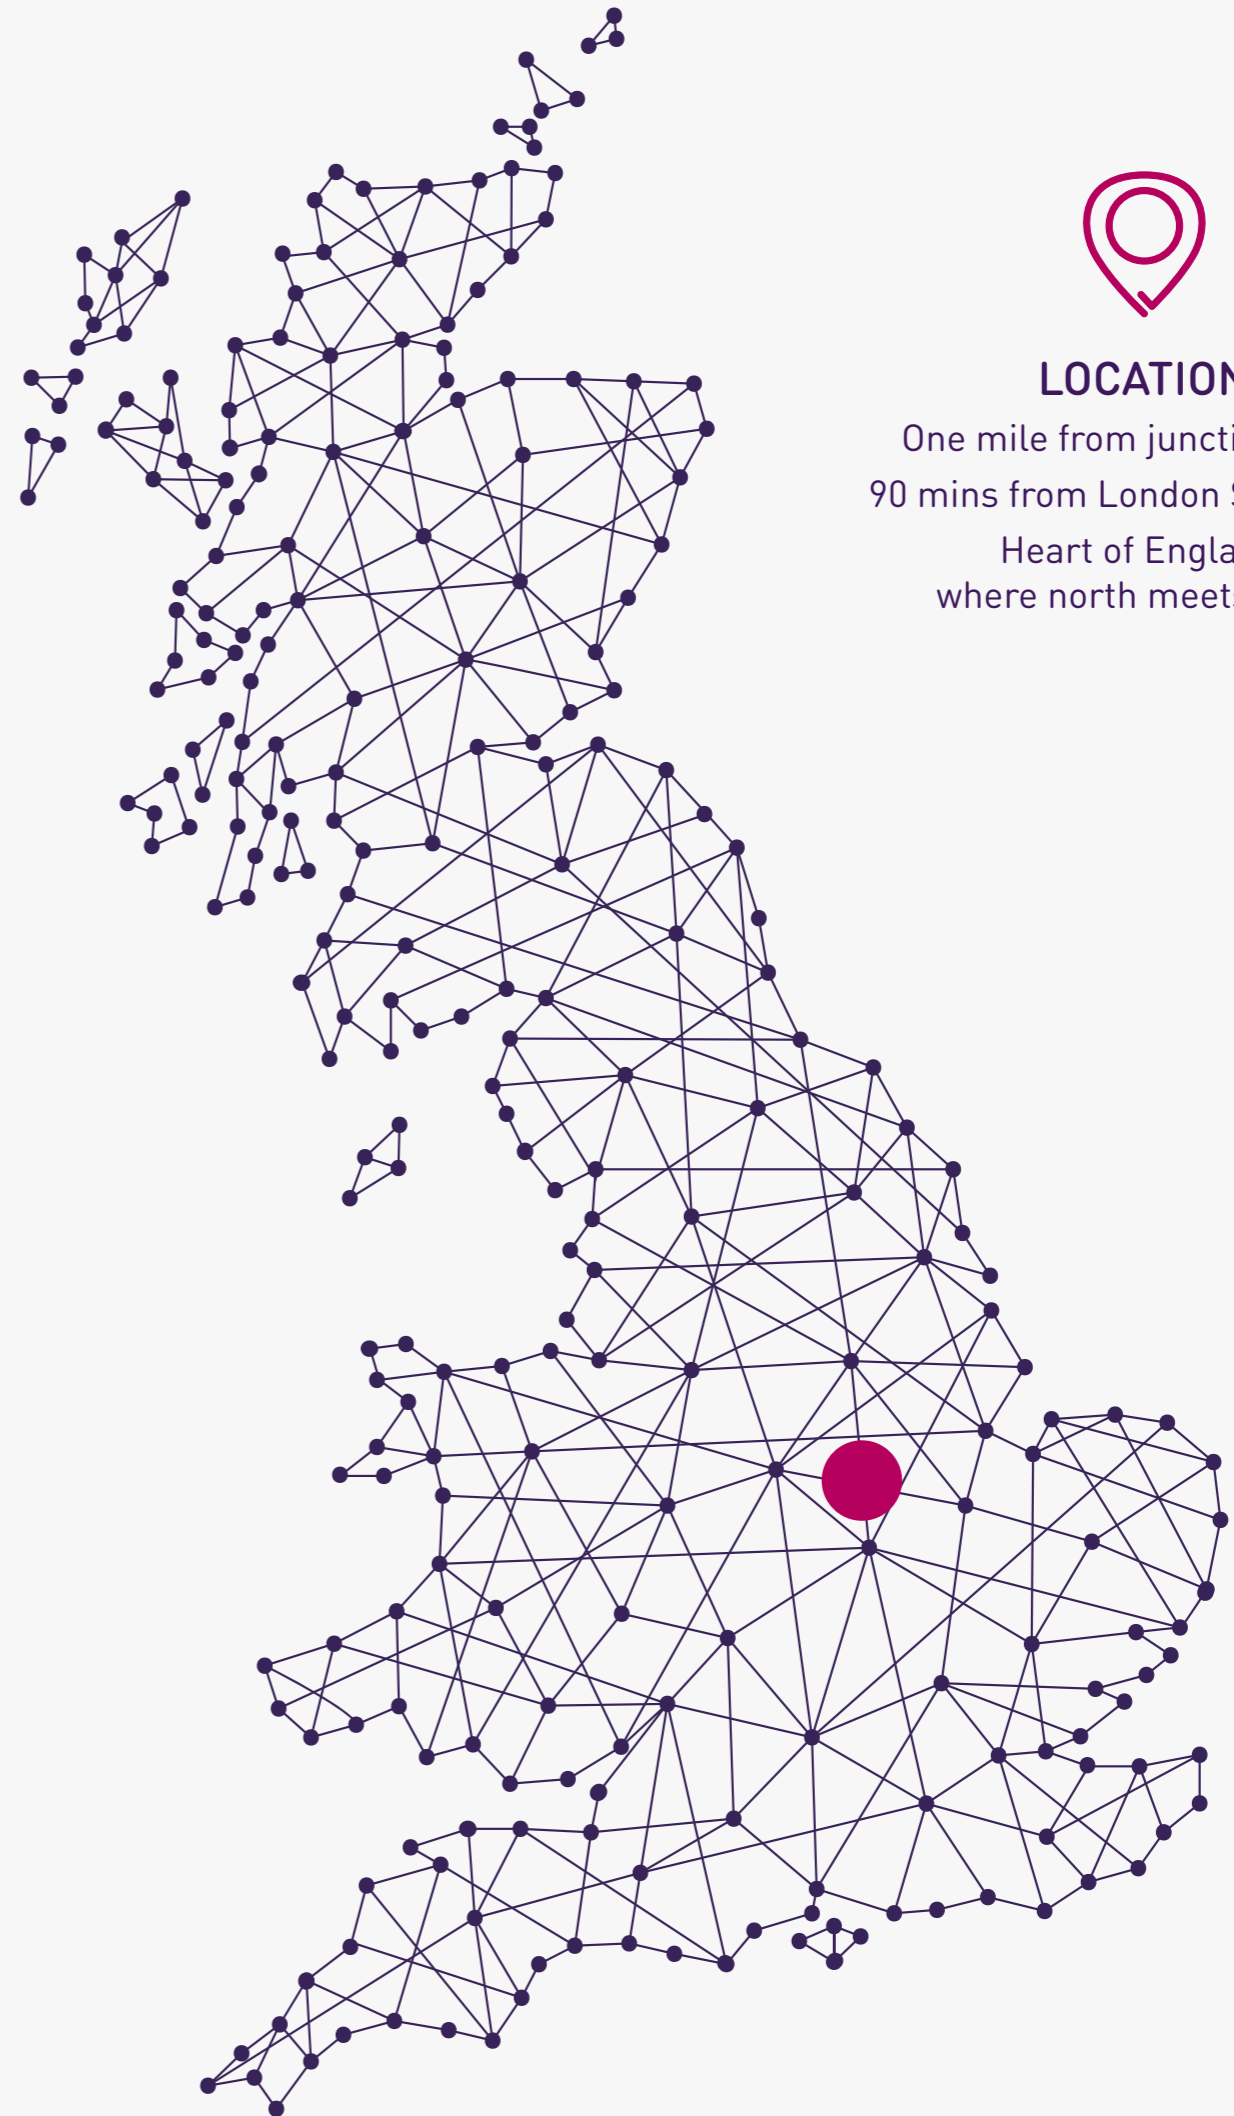 LOCATION
One mile from juncti
90 mins from London S
Heart of Engla
where north meets